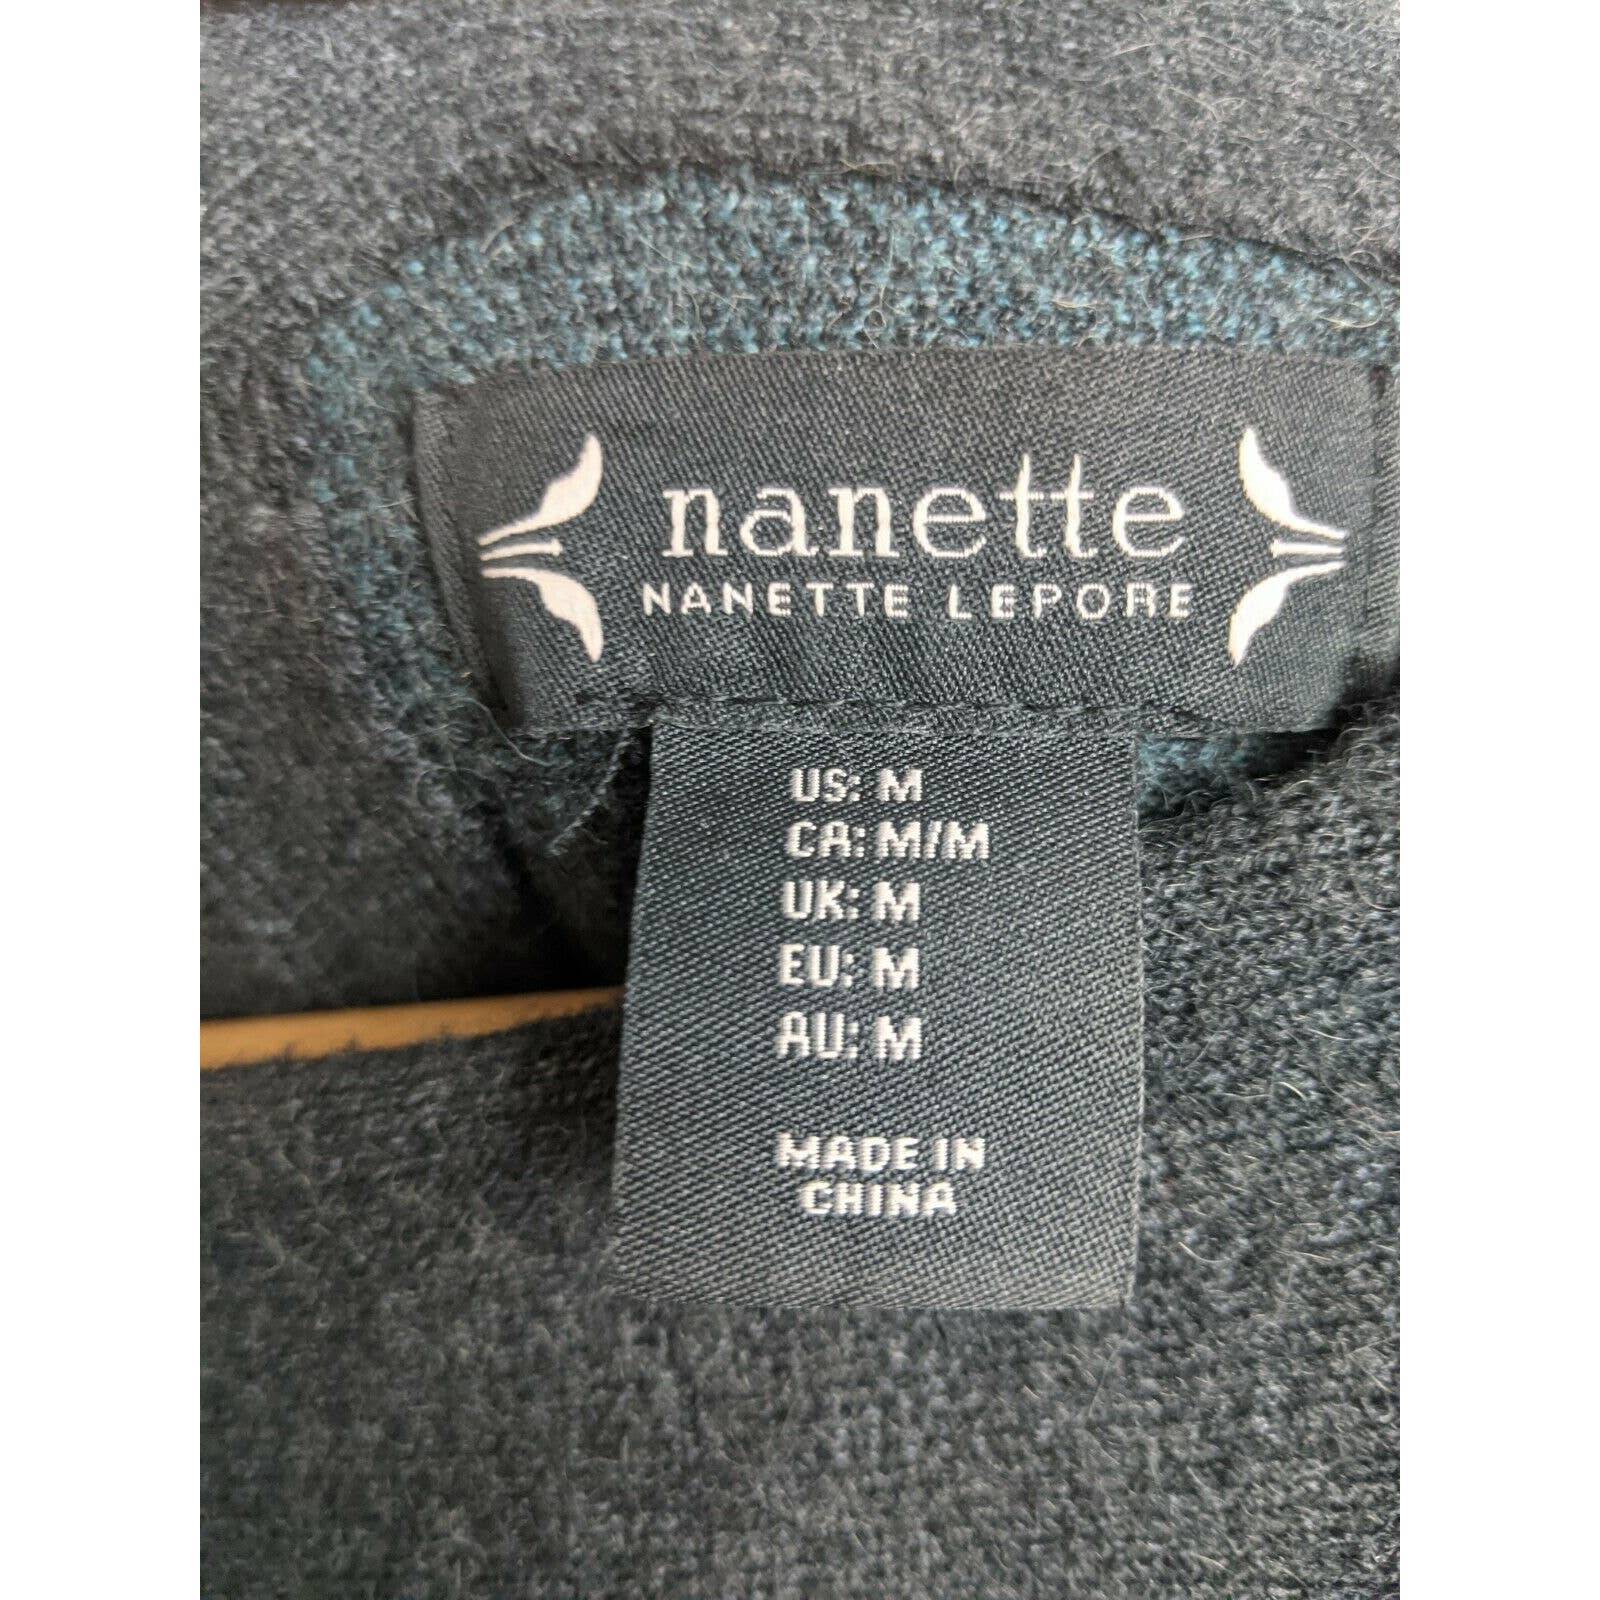 nanette
NANETTE LEPORE
US: M
CA: M/M
UK: M
EU: M
AU: M
MADE IN
CHINA